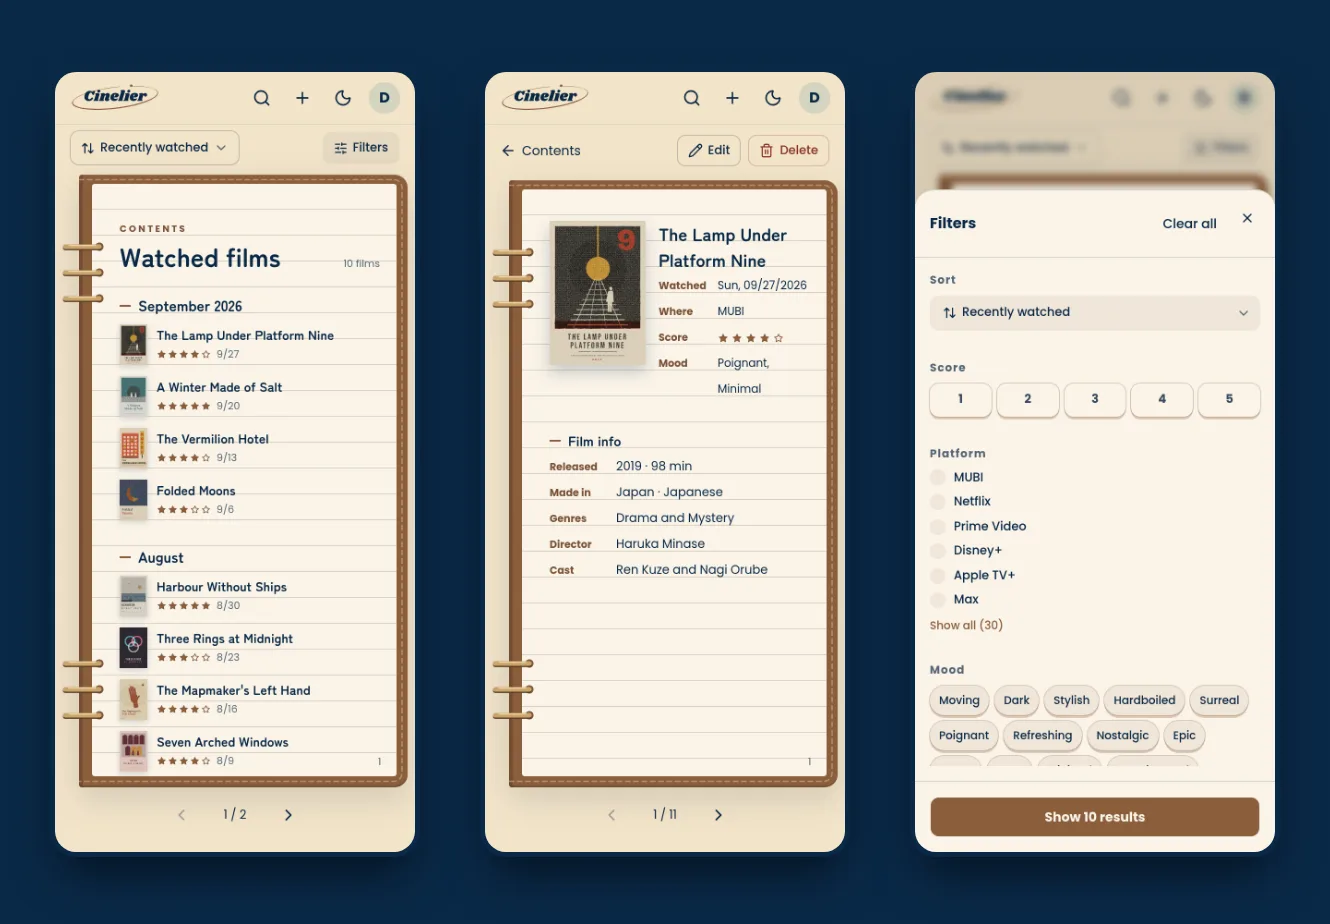 Cinelier
D
Recently watched
Filters
CONTENTS
Watched films
10 films
September 2026
The Lamp Under Platform Nine
9/27
A Winter Made of Salt
9/20
The Vermilion Hotel
9/13
Folded Moons
9/6
August
Harbour Without Ships
8/30
Three Rings at Midnight
8/23
The Mapmaker's Left Hand
8/16
Seven Arched Windows
8/9
1
1 / 2
Cinelier
D
Contents
Edit
Delete
9
THE LAMP UNDER
PLATFORM NINE
The Lamp Under
Platform Nine
Watched Sun, 09/27/2026
Where MUBI
Score
Mood Poignant,
Minimal
Film info
Released 2019 · 98 min
Made in Japan · Japanese
Genres Drama and Mystery
Director Haruka Minase
Cast Ren Kuze and Nagi Orube
1
1 / 11
Cinelier
Recently watched
Filters
Filters
Clear all
Sort
Recently watched
Score
1 2 3 4 5
Platform
MUBI
Netflix
Prime Video
Disney+
Apple TV+
Max
Show all (30)
Mood
Moving Dark Stylish Hardboiled Surreal
Poignant Refreshing Nostalgic Epic
Show 10 results